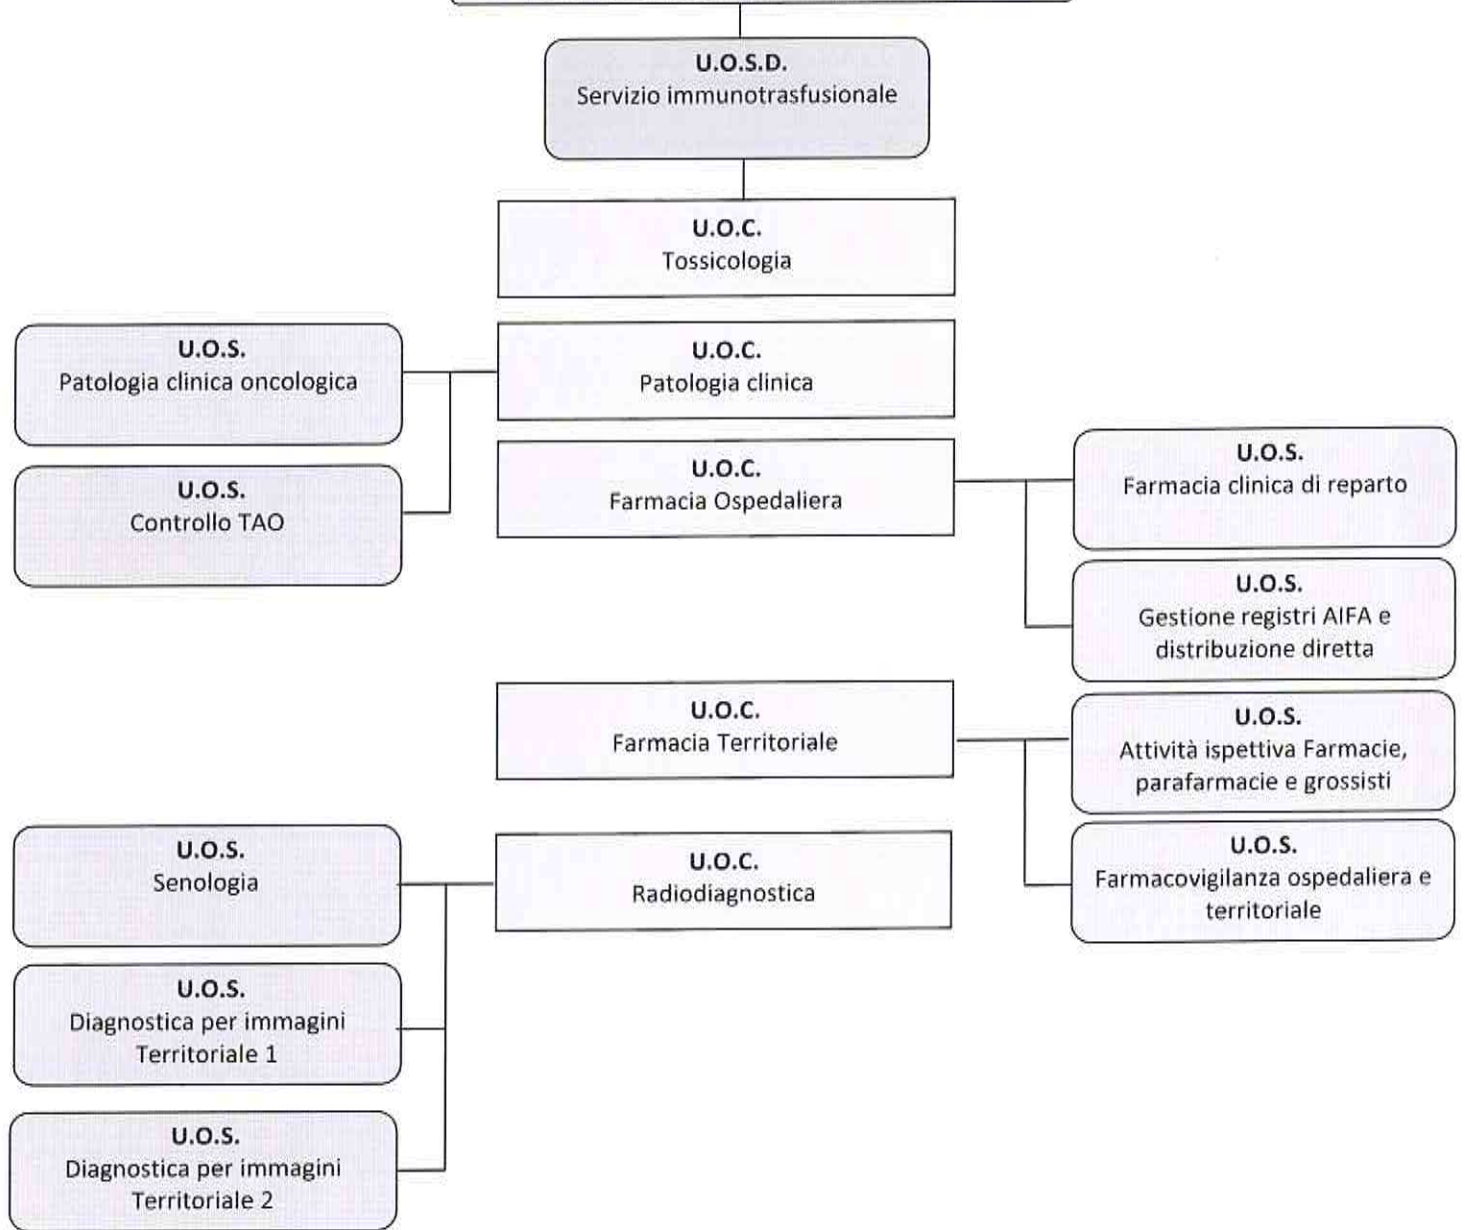 U.O.S.D.
Servizio immunotrasfusionale
U.O.C.
Tossicologia
U.O.S.
Patologia clinica oncologica
U.O.C.
Patologia clinica
U.O.S.
Controllo TAO
U.O.C.
Farmacia Ospedaliera
U.O.S.
Farmacia clinica di reparto
U.O.S.
Gestione registri AIFA e
distribuzione diretta
U.O.C.
Farmacia Territoriale
U.O.S.
Attività ispettiva Farmacie,
parafarmacie e grossisti
U.O.S.
Senologia
U.O.C.
Radiodiagnostica
U.O.S.
Farmacovigilanza ospedaliera e
territoriale
U.O.S.
Diagnostica per immagini
Territoriale 1
U.O.S.
Diagnostica per immagini
Territoriale 2